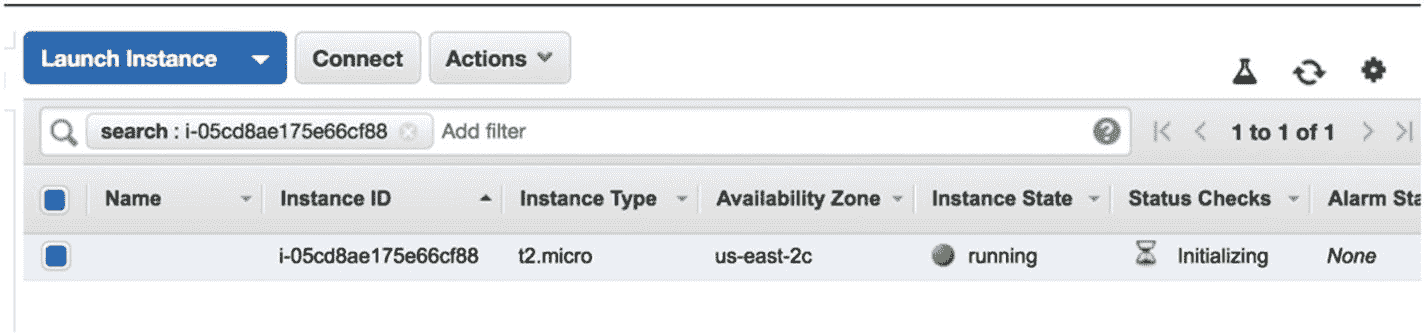 Launch Instance Connect Actions
search : i-05cd8ae175e66cf88 Add filter 1 to 1 of 1
Name Instance ID Instance Type Availability Zone Instance State Status Checks Alarm Sta
i-05cd8ae175e66cf88 t2.micro us-east-2c running Initializing None